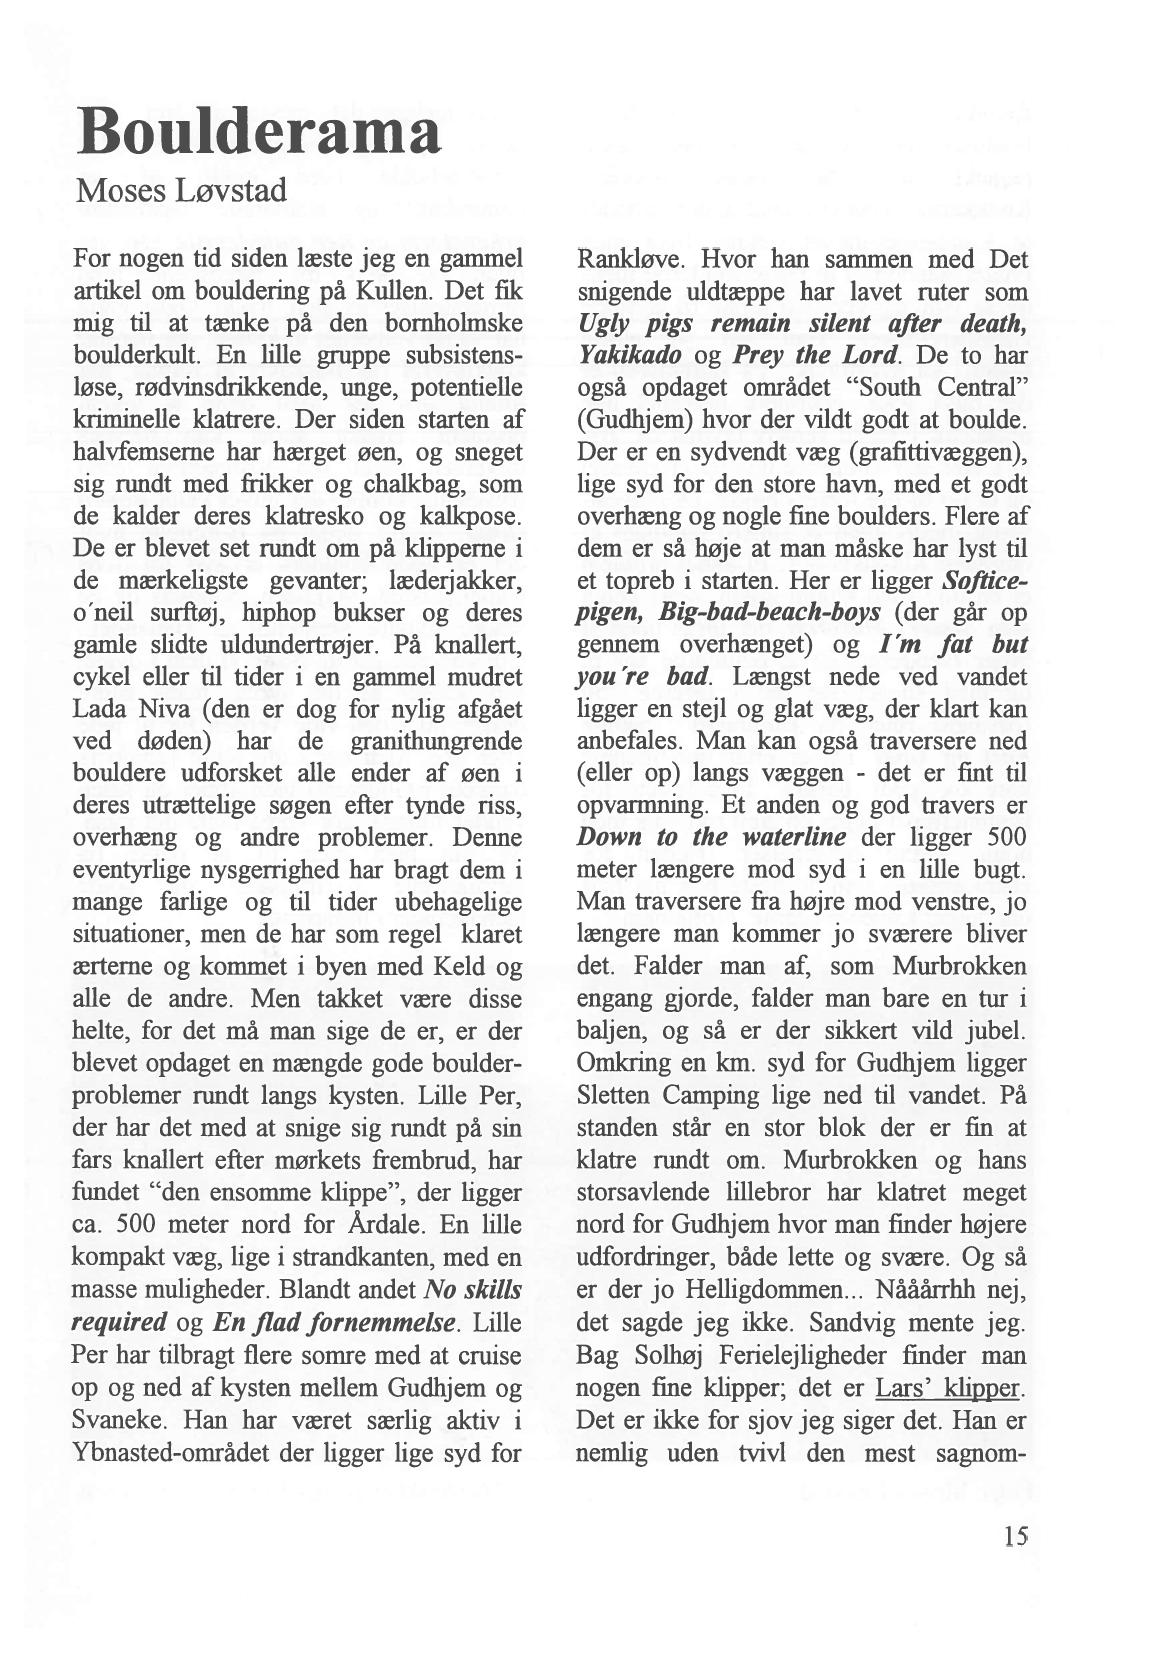 Boulderama
Moses Løvstad
For nogen tid siden læste jeg en gammel
artikel om bouldering på Kullen. Det fik
mig til at tænke på den bornholmske
boulderkult. En lille gruppe subsistens-
løse, rødvinsdrikkende, unge, potentielle
kriminelle klatrere. Der siden starten af
halvfemserne har hærget øen, og sneget
sig rundt med frikker og chalkbag, som
de kalder deres klatresko og kalkpose.
De er blevet set rundt om på klipperne i
de mærkeligste gevanter; læderjakker,
o´neil surftøj, hiphop bukser og deres
gamle slidte uldundertrøjer. På knallert,
cykel eller til tider i en gammel mudret
Lada Niva (den er dog for nylig afgået
ved døden) har de granithungrende
bouldere udforsket alle ender af øen i
deres utrættelige søgen efter tynde riss,
overhæng og andre problemer. Denne
eventyrlige nysgerrighed har bragt dem i
mange farlige og til tider ubehagelige
situationer, men de har som regel klaret
ærterne og kommet i byen med Keld og
alle de andre. Men takket være disse
helte, for det må man sige de er, er der
blevet opdaget en mængde gode boulder-
problemer rundt langs kysten. Lille Per,
der har det med at snige sig rundt på sin
fars knallert efter mørkets frembrud, har
fundet “den ensomme klippe”, der ligger
ca. 500 meter nord for Årdale. En lille
kompakt væg, lige i strandkanten, med en
masse muligheder. Blandt andet No skills
required og En flad fornemmelse. Lille
Per har tilbragt flere somre med at cruise
op og ned af kysten mellem Gudhjem og
Svaneke. Han har været særlig aktiv i
Ybnasted-området der ligger lige syd for
Rankløve. Hvor han sammen med Det
snigende uldtæppe har lavet ruter som
Ugly pigs remain silent after death,
Yakikado og Prey the Lord. De to har
også opdaget området “South Central”
(Gudhjem) hvor der vildt godt at boulde.
Der er en sydvendt væg (grafittivæggen),
lige syd for den store havn, med et godt
overhæng og nogle fine boulders. Flere af
dem er så høje at man måske har lyst til
et topreb i starten. Her er ligger Softice-
pigen, Big-bad-beach-boys (der går op
gennem overhænget) og I´m fat but
you´re bad. Længst nede ved vandet
ligger en stejl og glat væg, der klart kan
anbefales. Man kan også traversere ned
(eller op) langs væggen - det er fint til
opvarmning. Et anden og god travers er
Down to the waterline der ligger 500
meter længere mod syd i en lille bugt.
Man traversere fra højre mod venstre, jo
længere man kommer jo sværere bliver
det. Falder man af, som Murbrokken
engang gjorde, falder man bare en tur i
baljen, og så er der sikkert vild jubel.
Omkring en km. syd for Gudhjem ligger
Sletten Camping lige ned til vandet. På
standen står en stor blok der er fin at
klatre rundt om. Murbrokken og hans
storsavlende lillebror har klatret meget
nord for Gudhjem hvor man finder højere
udfordringer, både lette og svære. Og så
er der jo Helligdommen... Nååårrhh nej,
det sagde jeg ikke. Sandvig mente jeg.
Bag Solhøj Ferielejligheder finder man
nogen fine klipper; det er Lars’ klipper.
Det er ikke for sjov jeg siger det. Han er
nemlig uden tvivl den mest sagnom-
15